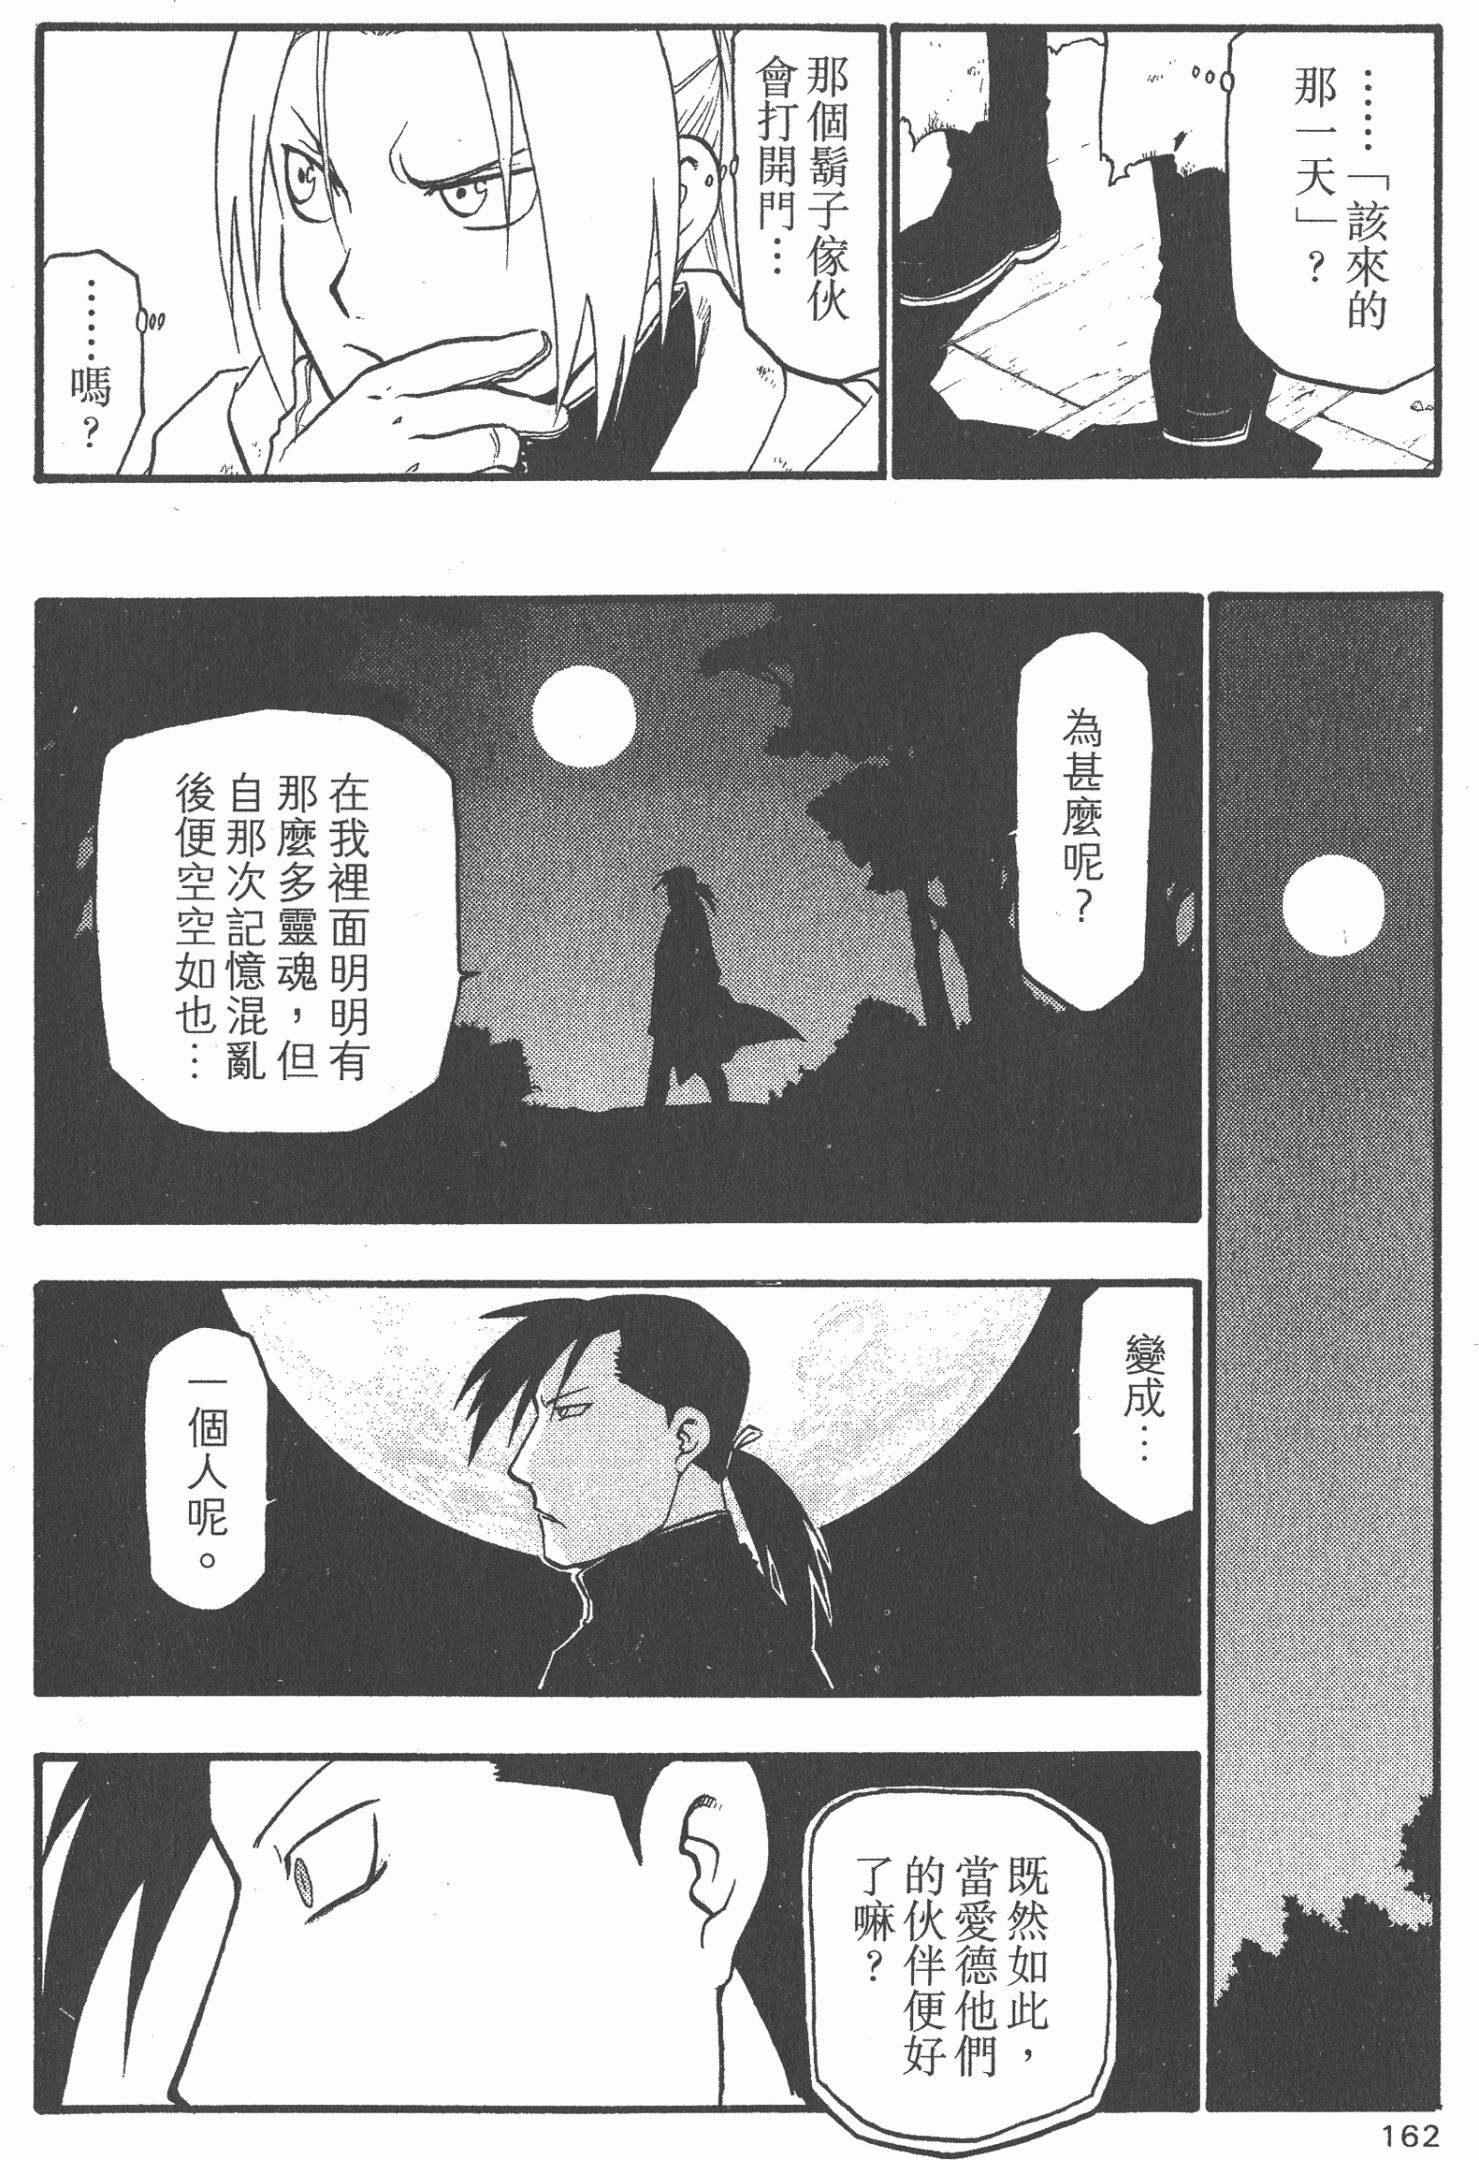 ……「該來的
那一天」？
那個鬍子傢伙
會打開門…
……嗎？
為甚麼呢？
在我裡面明明有
那麼多靈魂，但
自那次記憶混亂
後便空空如也…
變成…
一個人呢。
既然如此，
當愛德他們
的伙伴便好
了嘛？
162